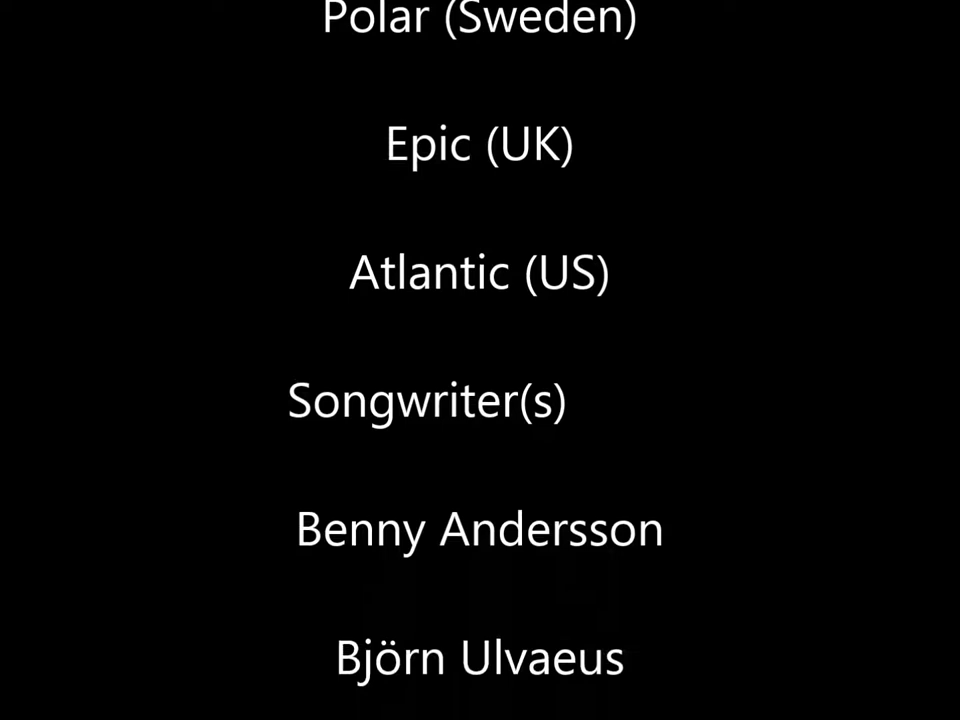 Polar (Sweden)
Epic (UK)
Atlantic (US)
Songwriter(s)
Benny Andersson
Björn Ulvaeus